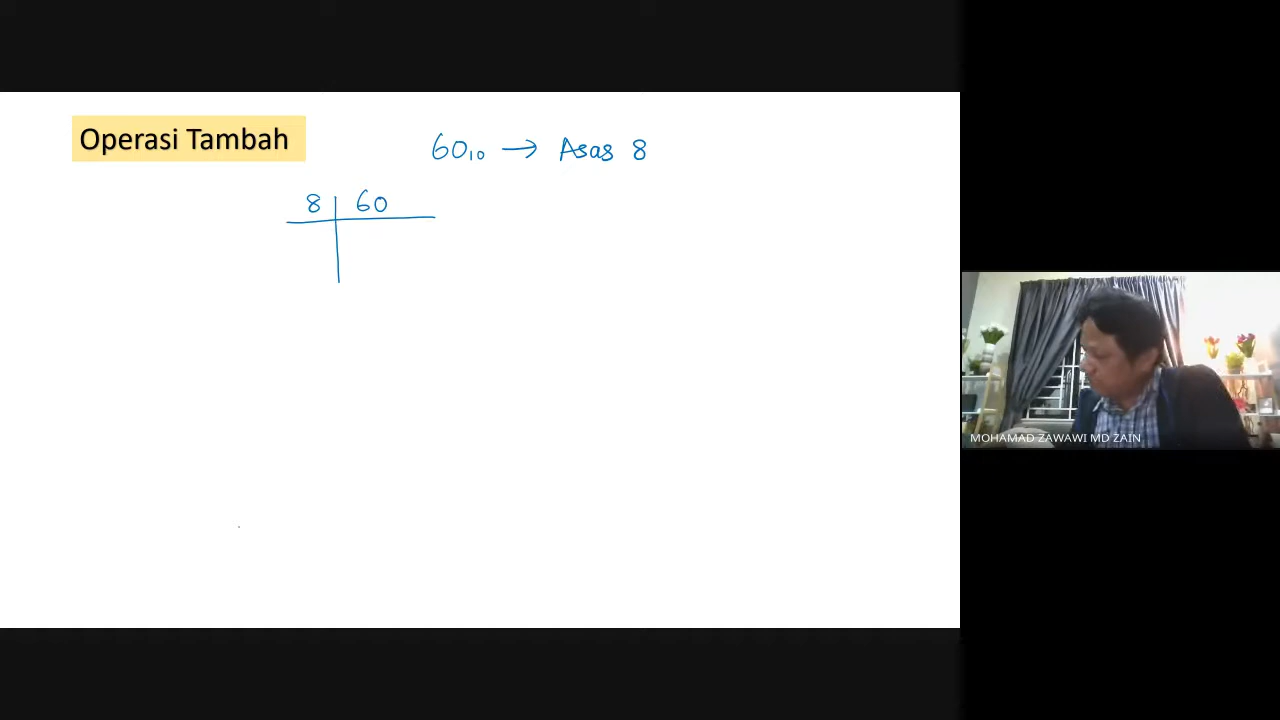 Operasi Tambah
60₁₀ → Asas 8
8 | 60
MOHAMAD ZAWAWI MD ZAIN